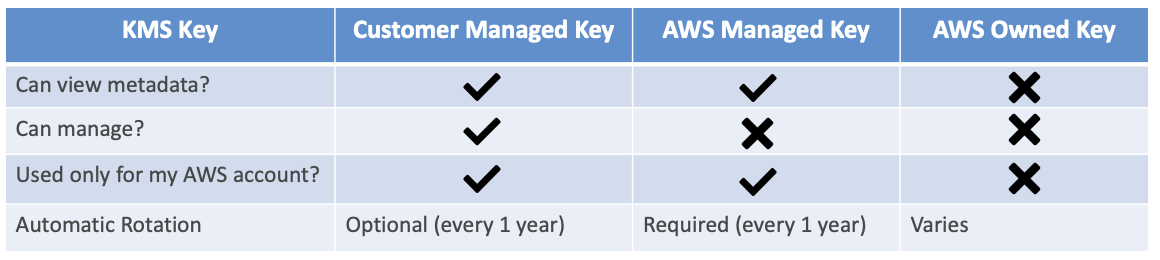 KMS Key Customer Managed Key AWS Managed Key AWS Owned Key
Can view metadata?
Can manage?
Used only for my AWS account?
Automatic Rotation Optional (every 1 year) Required (every 1 year) Varies